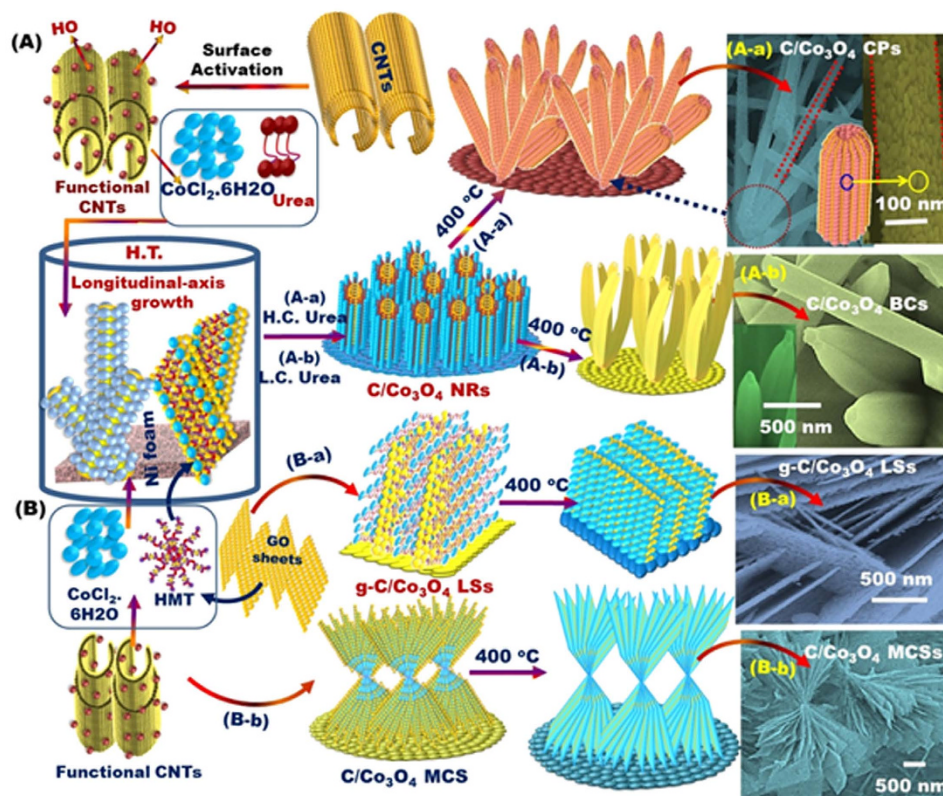 (A)
HO
HO
Surface
Activation
CNTs
(A-a)
C/Co3O4 CPs
Functional
CNTs
CoCl2.6H2O
Urea
400 °C
(A-a)
100 nm
H.T.
Longitudinal-axis
growth
(A-a)
H.C. Urea
(A-b)
L.C. Urea
C/Co3O4 NRs
400 °C
(A-b)
(A-b)
C/Co3O4 BCs
500 nm
Ni foam
(B)
CoCl2.
6H2O
HMT
GO
sheets
(B-a)
g-C/Co3O4 LSs
400 °C
g-C/Co3O4 LSs
(B-a)
500 nm
Functional CNTs
(B-b)
C/Co3O4 MCS
400 °C
C/Co3O4 MCSs
(B-b)
500 nm